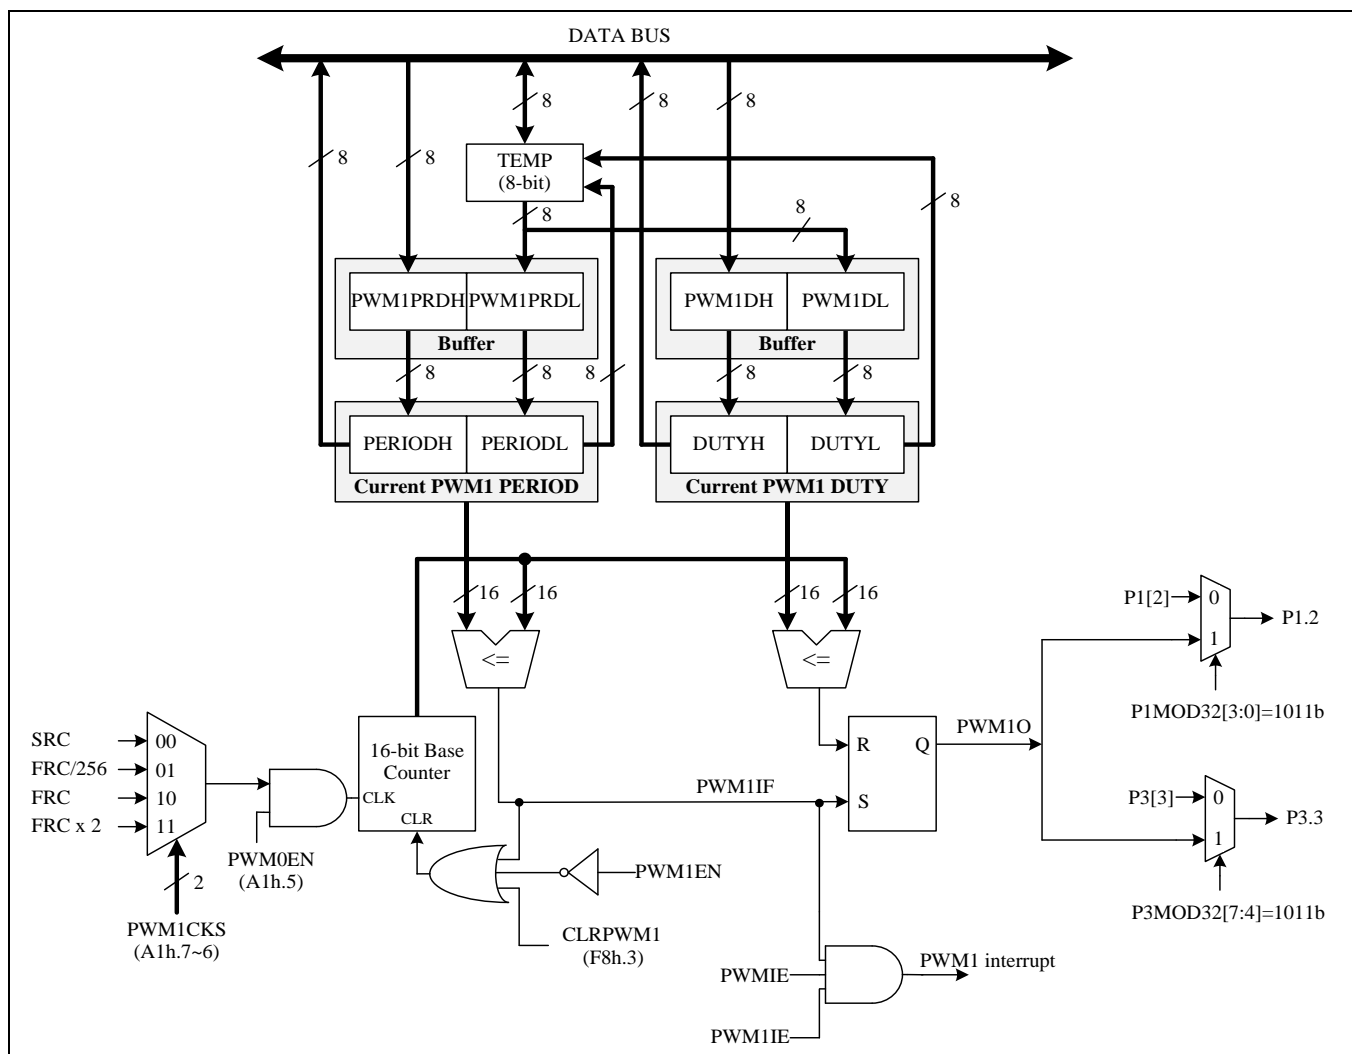 DATA BUS
8
8
8
8
8
TEMP
(8-bit)
8
8
8
PWM1PRDH
PWM1PRDL
Buffer
PWM1DH
PWM1DL
Buffer
8
8
8
8
8
PERIODH
PERIODL
Current PWM1 PERIOD
DUTYH
DUTYL
Current PWM1 DUTY
16
16
16
16
<=
<=
P1[2]
0
1
P1.2
P1MOD32[3:0]=1011b
SRC
FRC/256
FRC
FRC x 2
00
01
10
11
16-bit Base
Counter
CLK
CLR
PWM1IF
R
S
Q
PWM1O
P3[3]
0
1
P3.3
P3MOD32[7:4]=1011b
PWM0EN
(A1h.5)
2
PWM1CKS
(A1h.7~6)
PWM1EN
CLRPWM1
(F8h.3)
PWMIE
PWM1IE
PWM1 interrupt